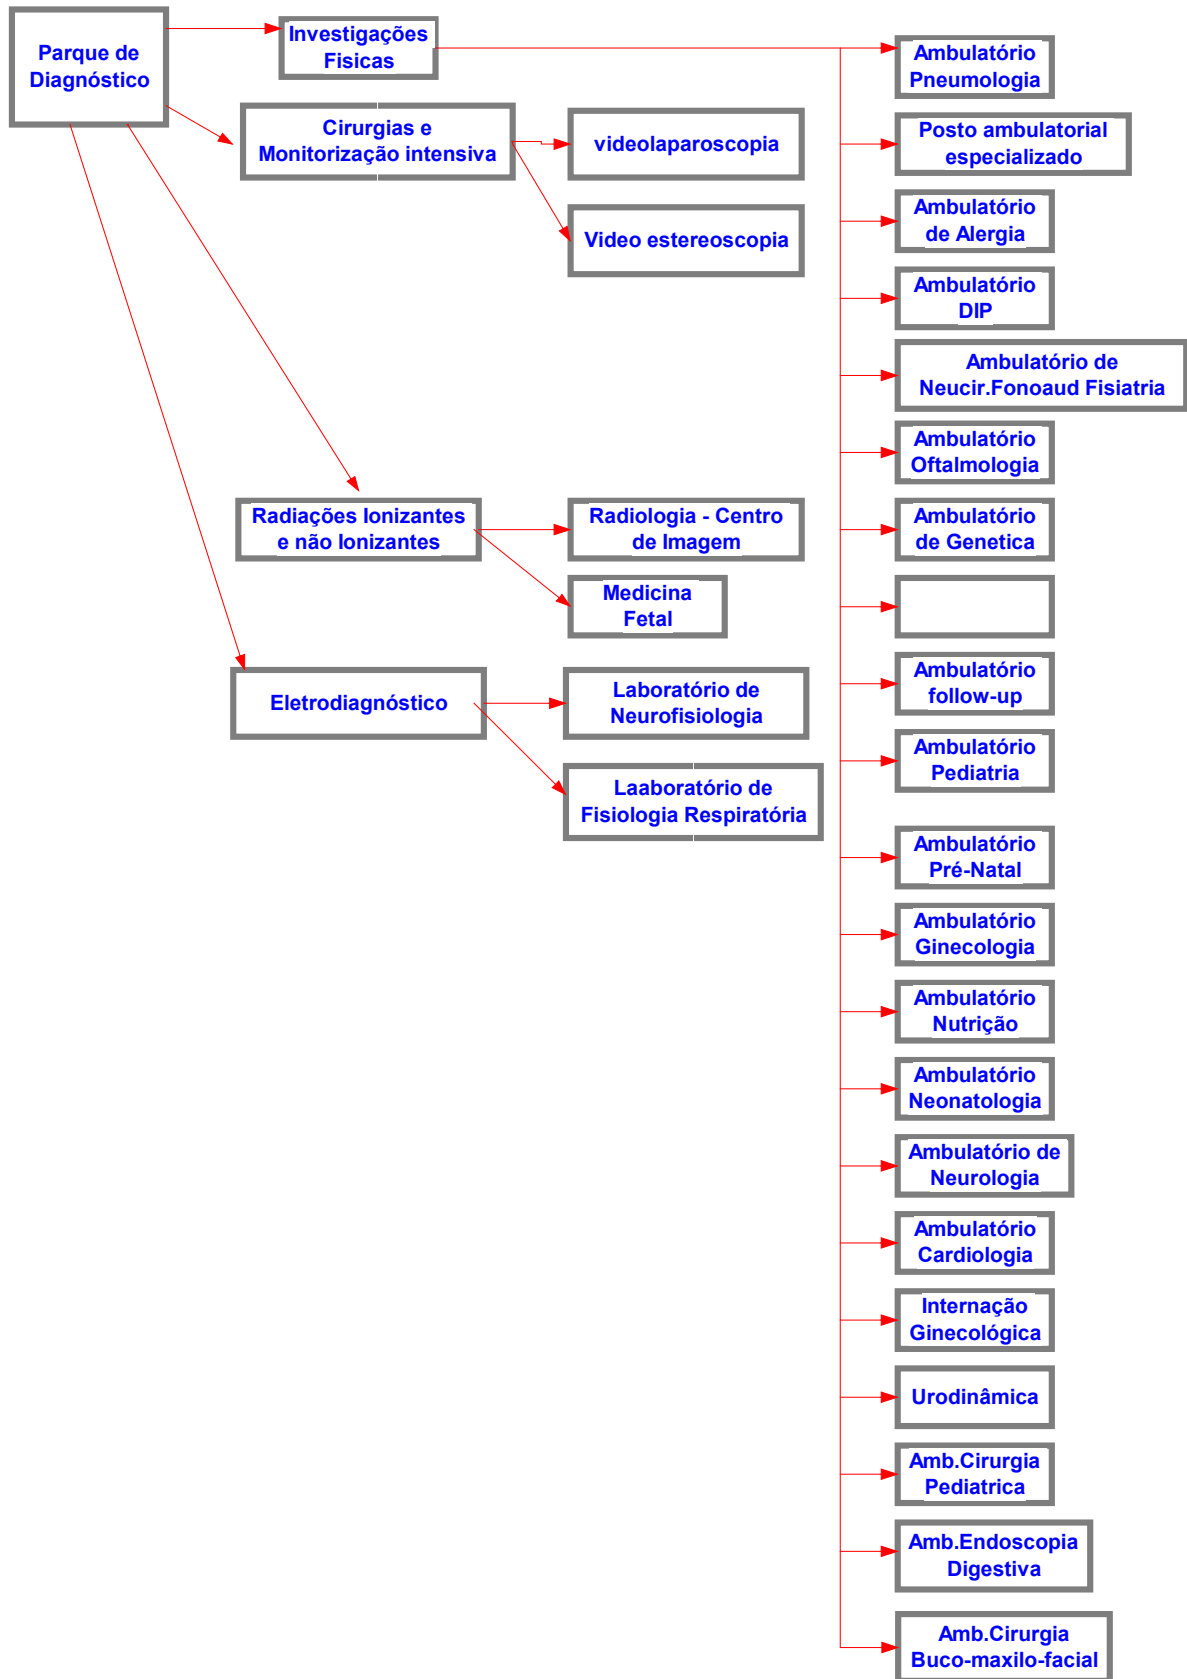 Parque de
Diagnóstico
Investigações
Fisicas
Cirurgias e
Monitorização intensiva
videolaparoscopia
Video estereoscopia
Radiações Ionizantes
e não Ionizantes
Radiologia - Centro
de Imagem
Medicina
Fetal
Eletrodiagnóstico
Laboratório de
Neurofisiologia
Laaboratório de
Fisiologia Respiratória
Ambulatório
Pneumologia
Posto ambulatorial
especializado
Ambulatório
de Alergia
Ambulatório
DIP
Ambulatório de
Neucir.Fonoaud Fisiatria
Ambulatório
Oftalmologia
Ambulatório
de Genetica
Ambulatório
follow-up
Ambulatório
Pediatria
Ambulatório
Pré-Natal
Ambulatório
Ginecologia
Ambulatório
Nutrição
Ambulatório
Neonatologia
Ambulatório de
Neurologia
Ambulatório
Cardiologia
Internação
Ginecológica
Urodinâmica
Amb.Cirurgia
Pediatrica
Amb.Endoscopia
Digestiva
Amb.Cirurgia
Buco-maxilo-facial